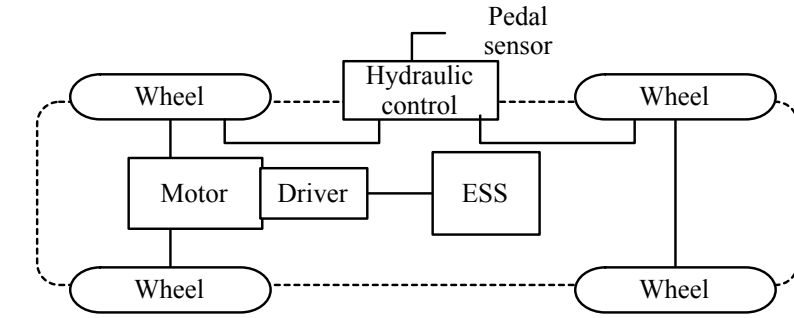 Pedal
sensor
Hydraulic
control
Wheel
Wheel
Motor
Driver
ESS
Wheel
Wheel